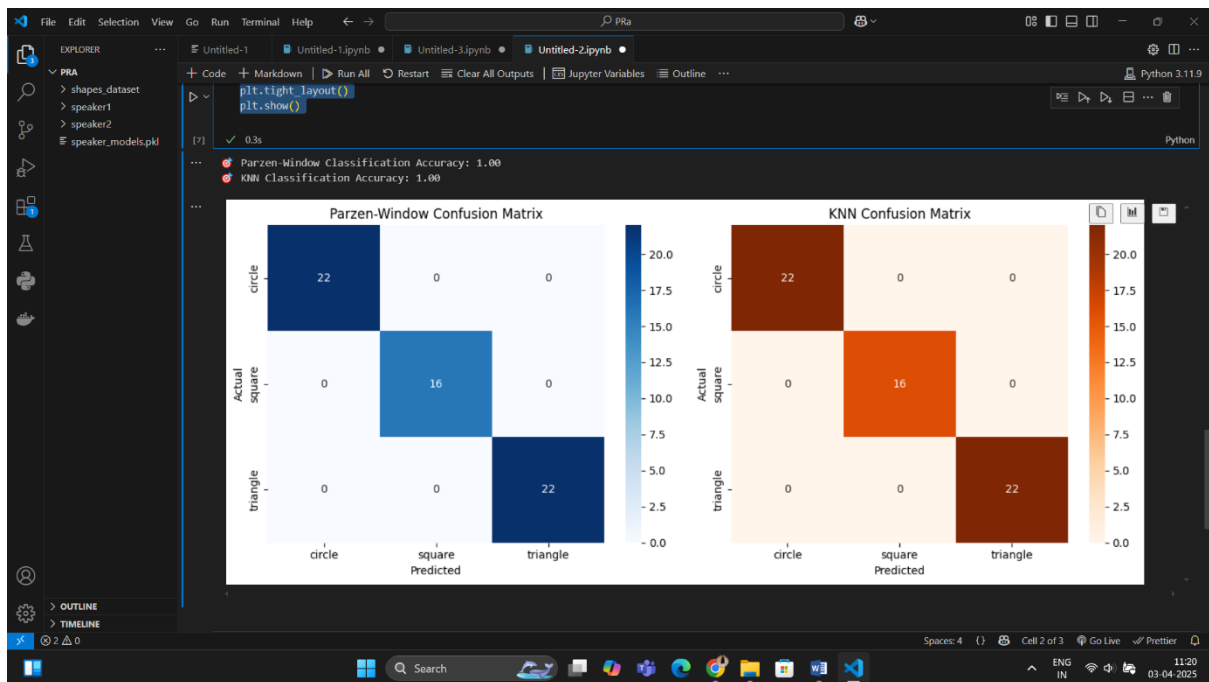 File Edit Selection View Go Run Terminal Help
PRa
EXPLORER
Untitled-1
Untitled-1.ipynb
Untitled-3.ipynb
Untitled-2.ipynb
PRA
shapes_dataset
speaker1
speaker2
speaker_models.pkl
+ Code + Markdown Run All Restart Clear All Outputs Jupyter Variables Outline ...
Python 3.11.9
plt.tight_layout()
plt.show()
[7] 0.3s
Python
Parzen-Window Classification Accuracy: 1.00
KNN Classification Accuracy: 1.00
Parzen-Window Confusion Matrix
circle 22 0 0
Actual
square 0 16 0
triangle 0 0 22
circle square triangle
Predicted
20.0
17.5
15.0
12.5
10.0
7.5
5.0
2.5
0.0
KNN Confusion Matrix
circle 22 0 0
Actual
square 0 16 0
triangle 0 0 22
circle square triangle
Predicted
20.0
17.5
15.0
12.5
10.0
7.5
5.0
2.5
0.0
3
1
OUTLINE
TIMELINE
2 0
Spaces: 4 {} Cell 2 of 3 Go Live Prettier
Search
ENG
IN
11:20
03-04-2025